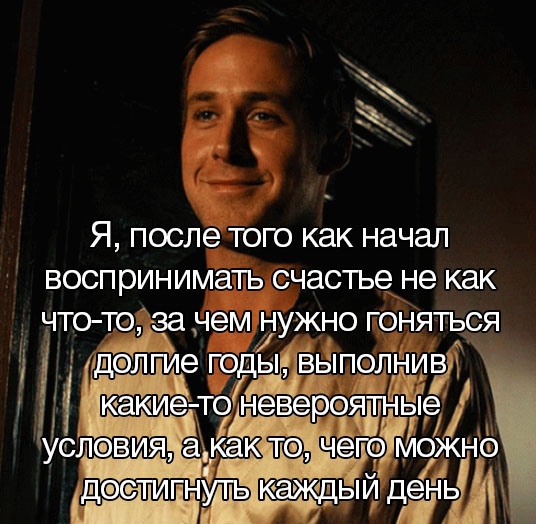 Я, после того как начал
воспринимать счастье не как
что-то, за чем нужно гоняться
долгие годы, выполнив
какие-то невероятные
условия, а как то, чего можно
достигнуть каждый день